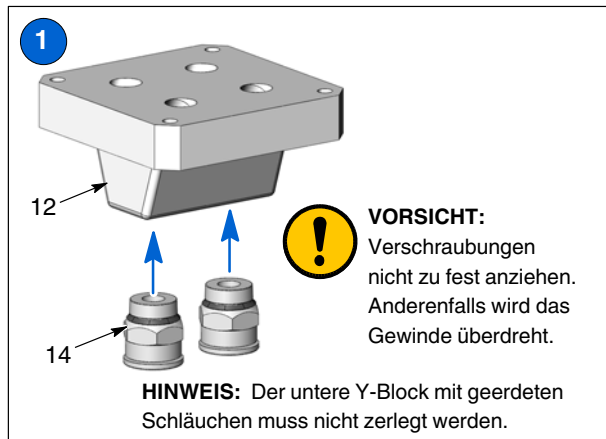 1
12
VORSICHT:
Verschraubungen
nicht zu fest anziehen.
Anderenfalls wird das
Gewinde überdreht.
14
HINWEIS: Der untere Y-Block mit geerdeten
Schläuchen muss nicht zerlegt werden.